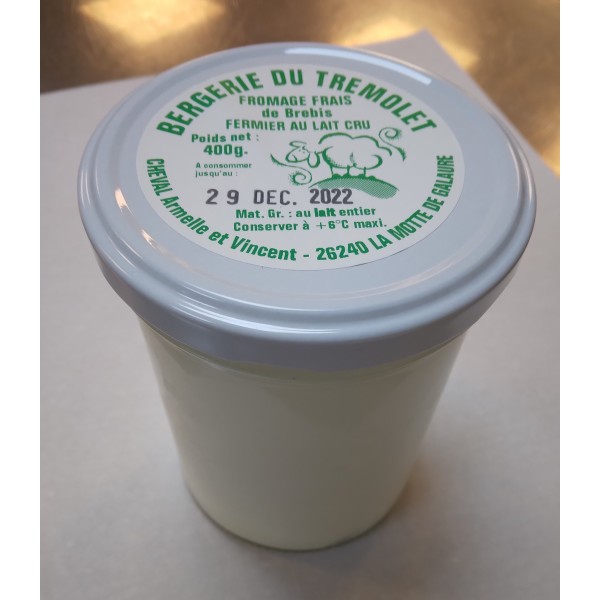 BERGERIE DU TREMOLET
FROMAGE FRAIS
de Brebis
FERMIER AU LAIT CRU
Poids net :
400g.
A consommer
jusqu'au :
29 DEC. 2022
Mat. Gr. : au lait entier
Conserver à +6°C maxi.
CHEVAL Armelle et Vincent - 26240 LA MOTTE DE GALAURE